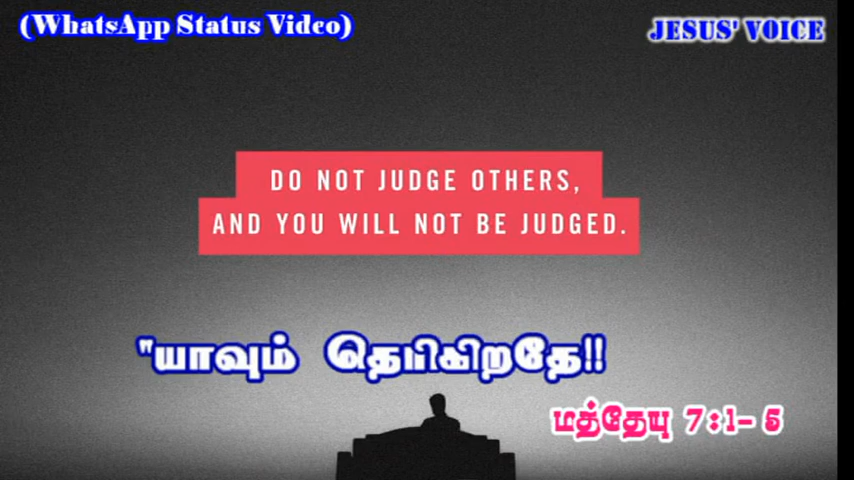 (WhatsApp Status Video)
JESUS' VOICE
DO NOT JUDGE OTHERS,
AND YOU WILL NOT BE JUDGED.
"யாவும் தெரிகிறதே!!
மத்தேயு 7:1- 5